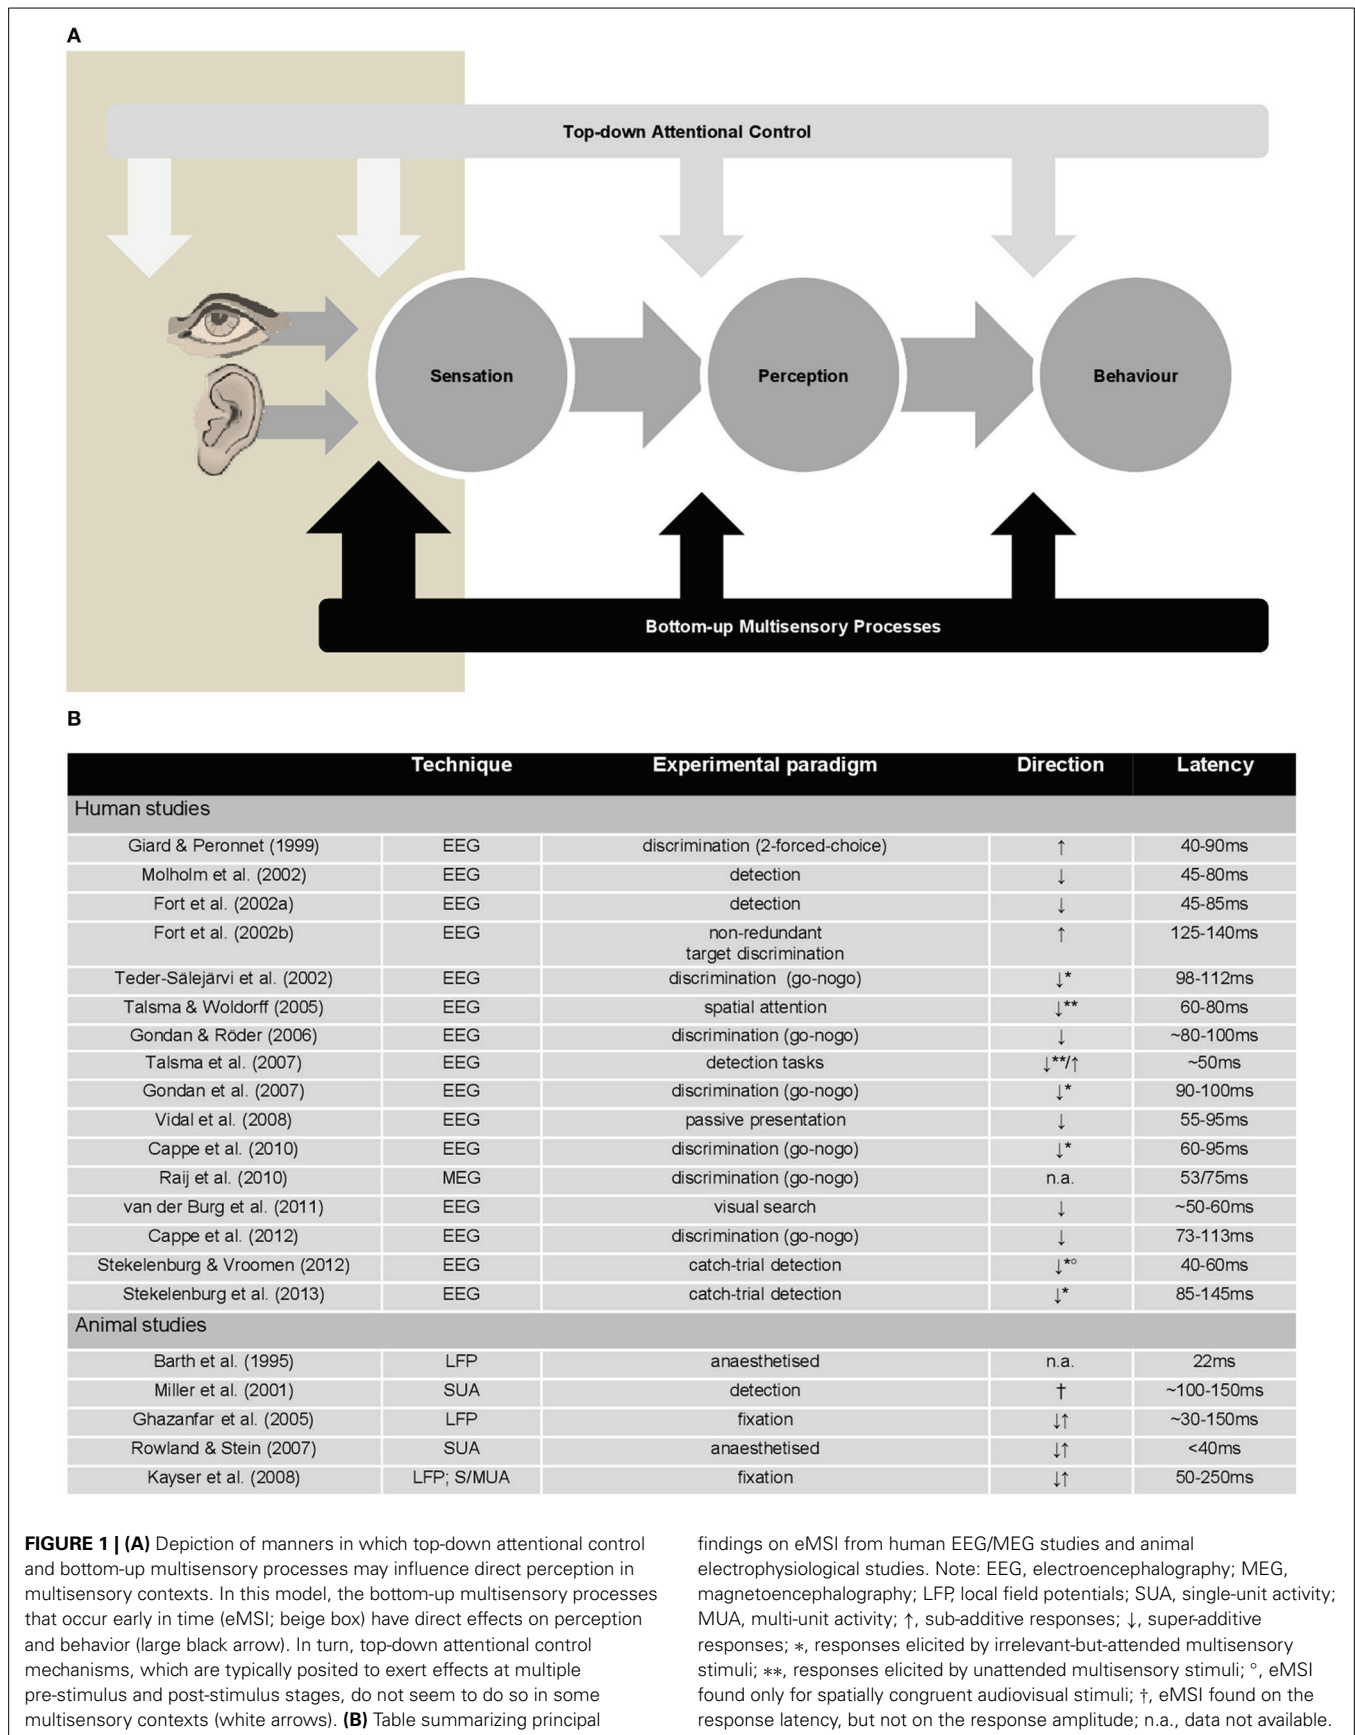 A
Top-down Attentional Control
Sensation
Perception
Behaviour
Bottom-up Multisensory Processes
B
Technique Experimental paradigm Direction Latency
Human studies
Giard & Peronnet (1999) EEG discrimination (2-forced-choice) ↑ 40-90ms
Molholm et al. (2002) EEG detection ↓ 45-80ms
Fort et al. (2002a) EEG detection ↓ 45-85ms
Fort et al. (2002b) EEG non-redundant ↑ 125-140ms
target discrimination
Teder-Sälejärvi et al. (2002) EEG discrimination (go-nogo) ↓* 98-112ms
Talsma & Woldorff (2005) EEG spatial attention ↓** 60-80ms
Gondan & Röder (2006) EEG discrimination (go-nogo) ↓ ~80-100ms
Talsma et al. (2007) EEG detection tasks ↓**/↑ ~50ms
Gondan et al. (2007) EEG discrimination (go-nogo) ↓* 90-100ms
Vidal et al. (2008) EEG passive presentation ↓ 55-95ms
Cappe et al. (2010) EEG discrimination (go-nogo) ↓* 60-95ms
Raij et al. (2010) MEG discrimination (go-nogo) n.a. 53/75ms
van der Burg et al. (2011) EEG visual search ↓ ~50-60ms
Cappe et al. (2012) EEG discrimination (go-nogo) ↓ 73-113ms
Stekelenburg & Vroomen (2012) EEG catch-trial detection ↓*° 40-60ms
Stekelenburg et al. (2013) EEG catch-trial detection ↓* 85-145ms
Animal studies
Barth et al. (1995) LFP anaesthetised n.a. 22ms
Miller et al. (2001) SUA detection † ~100-150ms
Ghazanfar et al. (2005) LFP fixation ↓↑ ~30-150ms
Rowland & Stein (2007) SUA anaesthetised ↓↑ <40ms
Kayser et al. (2008) LFP; S/MUA fixation ↓↑ 50-250ms
FIGURE 1 | (A) Depiction of manners in which top-down attentional control
and bottom-up multisensory processes may influence direct perception in
multisensory contexts. In this model, the bottom-up multisensory processes
that occur early in time (eMSI; beige box) have direct effects on perception
and behavior (large black arrow). In turn, top-down attentional control
mechanisms, which are typically posited to exert effects at multiple
pre-stimulus and post-stimulus stages, do not seem to do so in some
multisensory contexts (white arrows). (B) Table summarizing principal
findings on eMSI from human EEG/MEG studies and animal
electrophysiological studies. Note: EEG, electroencephalography; MEG,
magnetoencephalography; LFP, local field potentials; SUA, single-unit activity;
MUA, multi-unit activity; ↑, sub-additive responses; ↓, super-additive
responses; *, responses elicited by irrelevant-but-attended multisensory
stimuli; **, responses elicited by unattended multisensory stimuli; °, eMSI
found only for spatially congruent audiovisual stimuli; †, eMSI found on the
response latency, but not on the response amplitude; n.a., data not available.